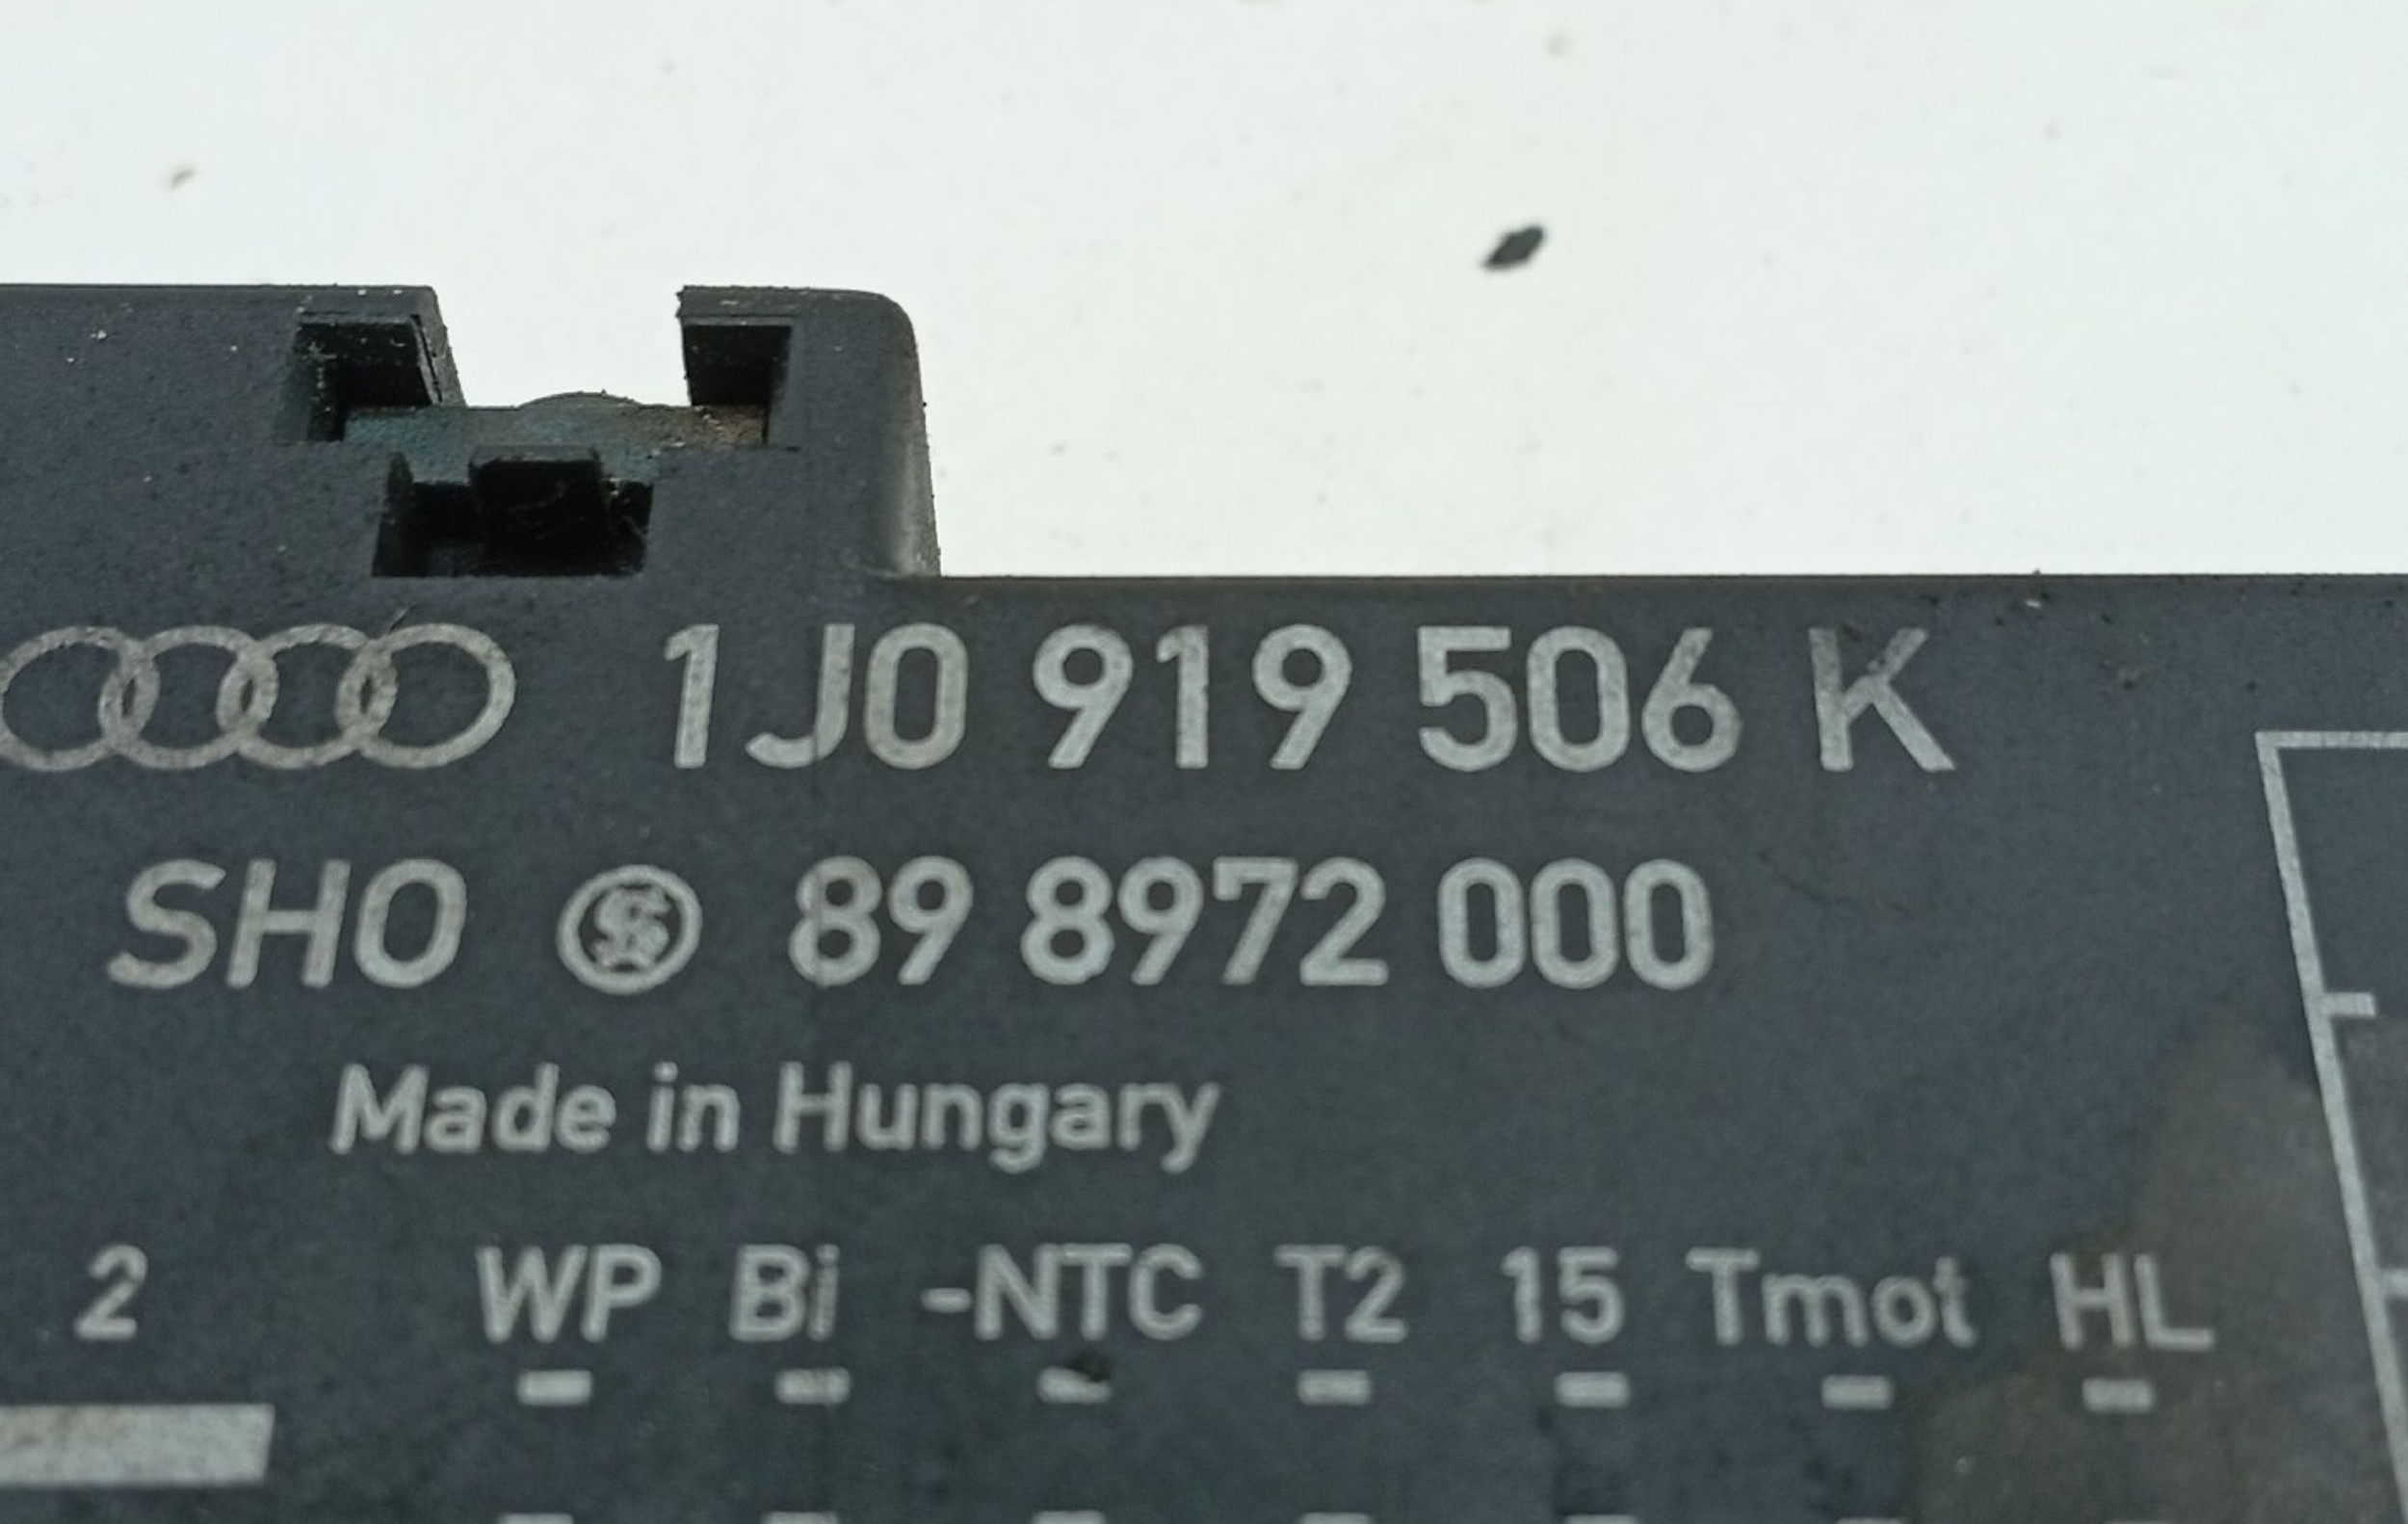 1J0 919 506 K
SHO 89 8972 000
Made in Hungary
2 WP Bi -NTC T2 15 Tmot HL